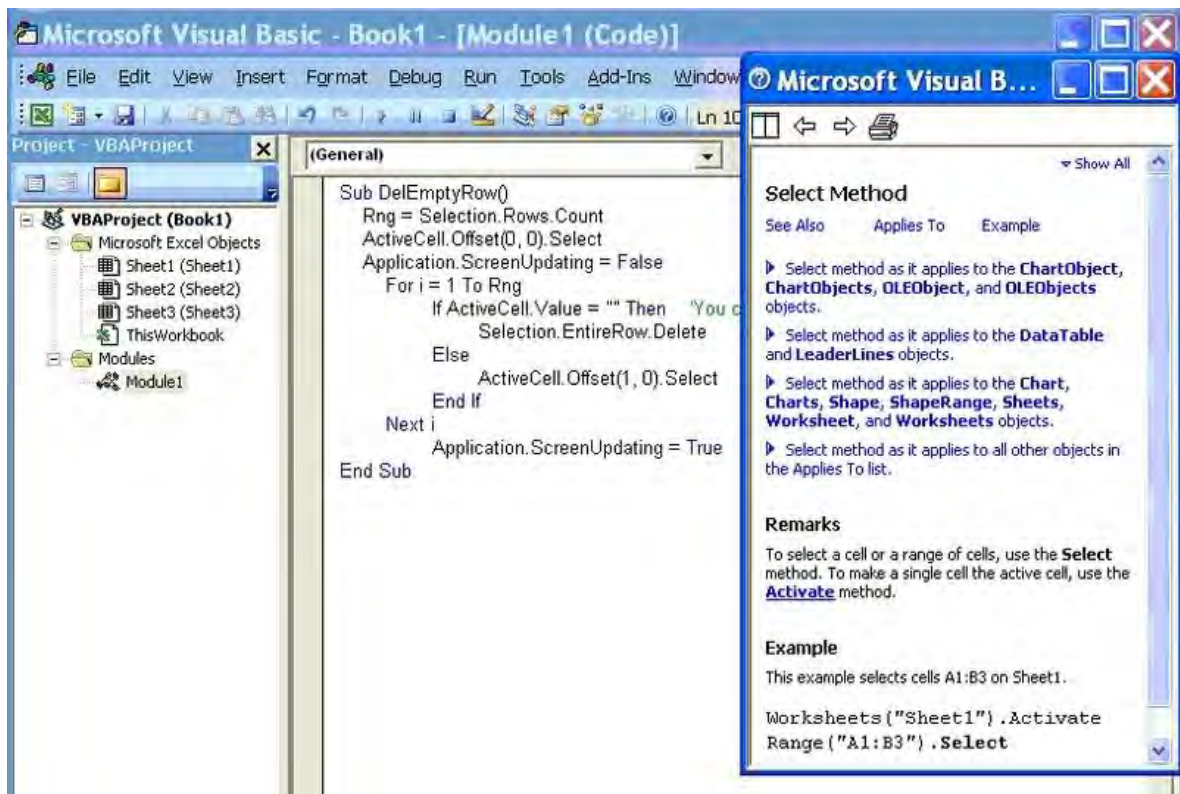 Microsoft Visual Basic - Book1 - [Module1 (Code)]
File Edit View Insert Format Debug Run Tools Add-Ins Window
Ln 10
Project - VBAProject
VBAProject (Book1)
Microsoft Excel Objects
Sheet1 (Sheet1)
Sheet2 (Sheet2)
Sheet3 (Sheet3)
ThisWorkbook
Modules
Module1
(General)
Sub DelEmptyRow()
Rng = Selection.Rows.Count
ActiveCell.Offset(0, 0).Select
Application.ScreenUpdating = False
For i = 1 To Rng
If ActiveCell.Value = "" Then 'You c
Selection.EntireRow.Delete
Else
ActiveCell.Offset(1, 0).Select
End If
Next i
Application.ScreenUpdating = True
End Sub
Microsoft Visual B...
Show All
Select Method
See Also Applies To Example
Select method as it applies to the ChartObject,
ChartObjects, OLEObject, and OLEObjects
objects.
Select method as it applies to the DataTable
and LeaderLines objects.
Select method as it applies to the Chart,
Charts, Shape, ShapeRange, Sheets,
Worksheet, and Worksheets objects.
Select method as it applies to all other objects in
the Applies To list.
Remarks
To select a cell or a range of cells, use the Select
method. To make a single cell the active cell, use the
Activate method.
Example
This example selects cells A1:B3 on Sheet1.
Worksheets("Sheet1").Activate
Range("A1:B3").Select